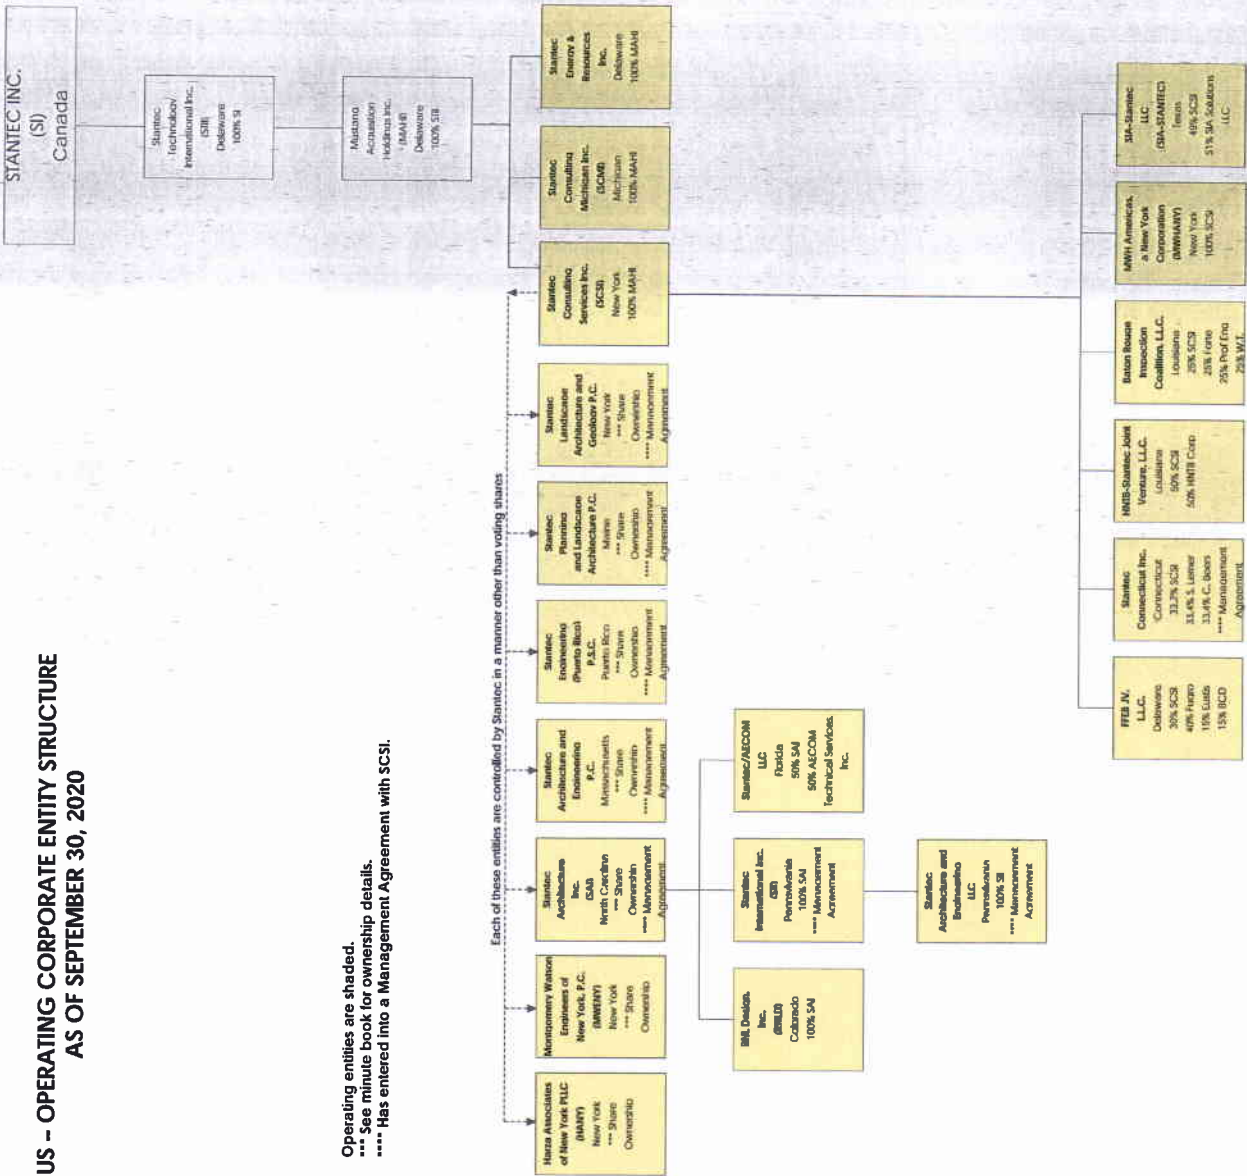 US – OPERATING CORPORATE ENTITY STRUCTURE
AS OF SEPTEMBER 30, 2020
Operating entities are shaded.
*** See minute book for ownership details.
**** Has entered into a Management Agreement with SCSI.
STANTEC INC.
(SI)
Canada
Stantec
Technology
International Inc.
(STII)
Delaware
100% SI
Mustang
Acquisition
Holdings Inc.
(MAHI)
Delaware
100% STII
Each of these entities are controlled by Stantec in a manner other than voting shares
Harza Associates
of New York PLLC
(HANY)
New York
*** Share
Ownership
Montgomery Watson
Engineers of
New York, P.C.
(MWENY)
New York
*** Share
Ownership
Stantec
Architecture
Inc.
(SAI)
North Carolina
*** Share
Ownership
**** Management
Agreement
Stantec
Architecture and
Engineering
P.C.
Massachusetts
*** Share
Ownership
**** Management
Agreement
Stantec
Engineering
(Puerto Rico)
P.S.C.
Puerto Rico
*** Share
Ownership
**** Management
Agreement
Stantec
Planning
and Landscape
Architecture P.C.
Maine
*** Share
Ownership
**** Management
Agreement
Stantec
Landscape
Architecture and
Geology P.C.
New York
*** Share
Ownership
**** Management
Agreement
Stantec
Consulting
Services Inc.
(SCSI)
New York
100% MAHI
Stantec
Consulting
Michigan Inc.
(SCMI)
Michigan
100% MAHI
Stantec
Energy &
Resources
Inc.
Delaware
100% MAHI
Inc.
Colorado
100% SAI
Stantec
International Inc.
(SII)
Pennsylvania
100% SAI
**** Management
Agreement
Stantec/AECOM
LLC
Florida
50% SAI
50% AECOM
Technical Services,
Inc.
Stantec
Architecture and
Engineering
LLC
Pennsylvania
100% SII
**** Management
Agreement
FFEB JV,
L.L.C.
Delaware
30% SCSI
40% Fugro
15% Eustis
15% BCD
Stantec
Connecticut Inc.
Connecticut
33.2% SCSI
33.4% S. Lerner
33.4% C. Boers
**** Management
Agreement
HNTB-Stantec Joint
Venture, L.L.C.
Louisiana
50% SCSI
50% HNTB Corp
Baton Rouge
Inspection
Coalition, L.L.C.
Louisiana
25% SCSI
25% Forte
25% Prof Eng
25% W.T.
MWH Americas,
a New York
Corporation
(MWHANY)
New York
100% SCSI
SIA-Stantec
LLC
(SIA-STANTEC)
Texas
49% SCSI
51% SIA Solutions
LLC